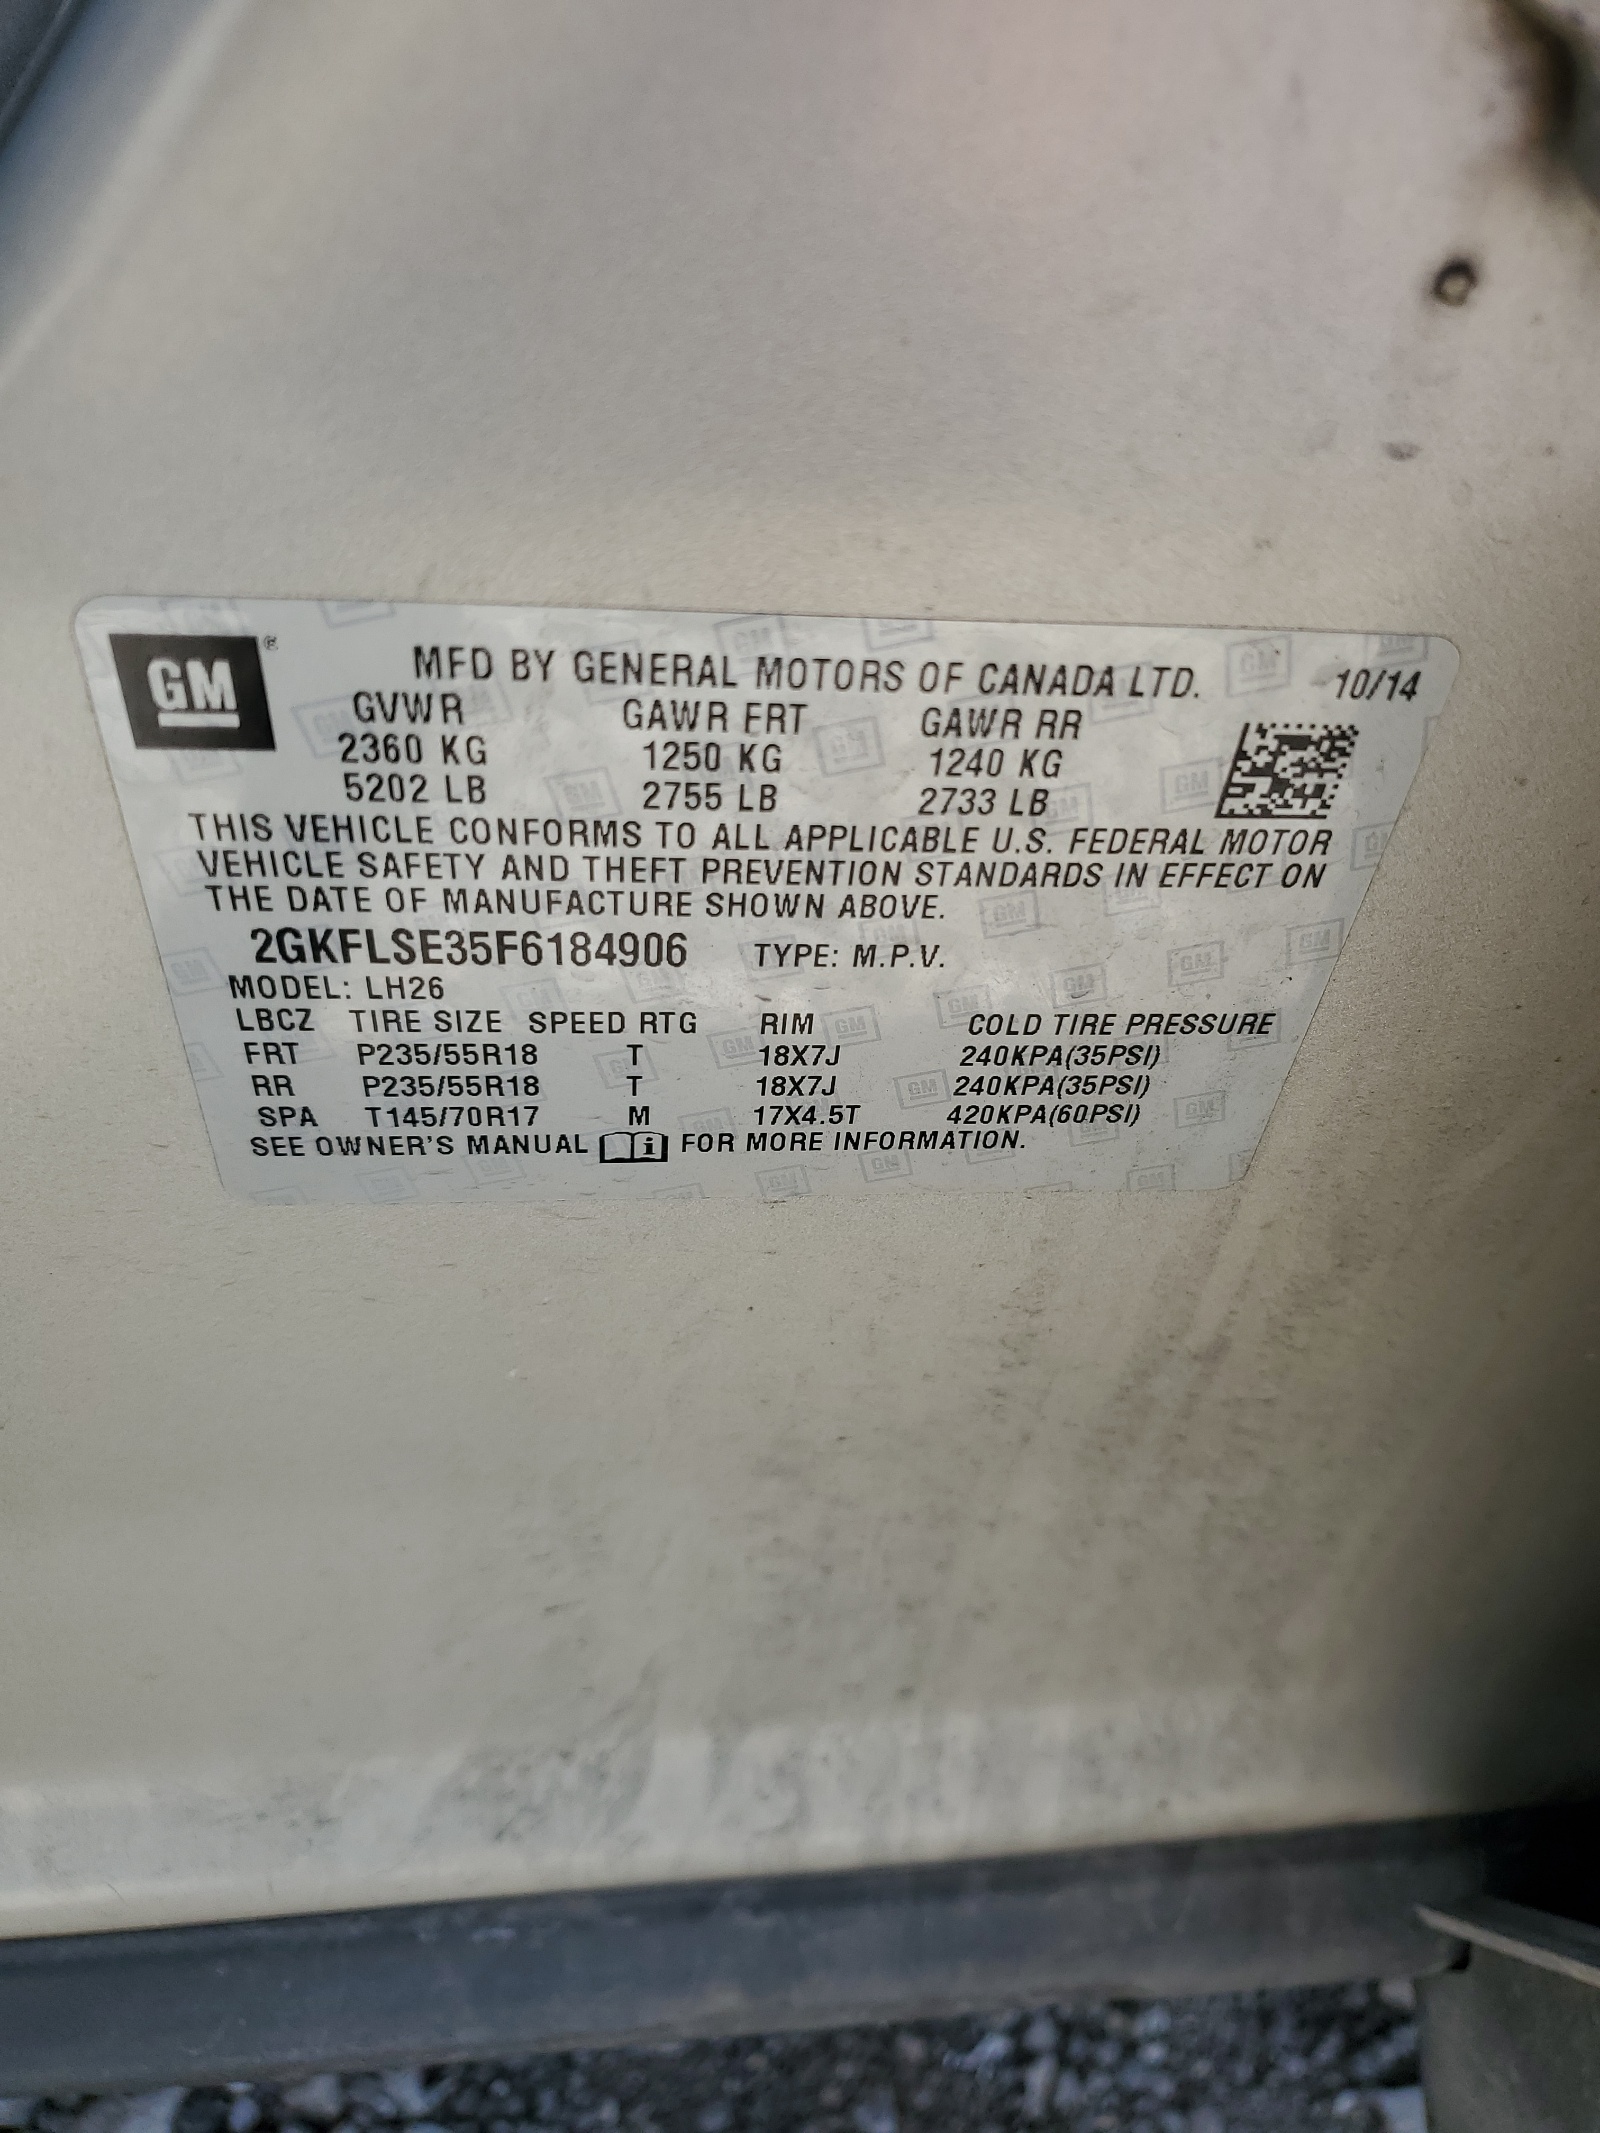 GM ®
MFD BY GENERAL MOTORS OF CANADA LTD. 10/14
GVWR GAWR FRT GAWR RR
2360 KG 1250 KG 1240 KG
5202 LB 2755 LB 2733 LB
THIS VEHICLE CONFORMS TO ALL APPLICABLE U.S. FEDERAL MOTOR
VEHICLE SAFETY AND THEFT PREVENTION STANDARDS IN EFFECT ON
THE DATE OF MANUFACTURE SHOWN ABOVE.
2GKFLSE35F6184906 TYPE: M.P.V.
MODEL: LH26
LBCZ TIRE SIZE SPEED RTG RIM COLD TIRE PRESSURE
FRT P235/55R18 T 18X7J 240KPA(35PSI)
RR P235/55R18 T 18X7J 240KPA(35PSI)
SPA T145/70R17 M 17X4.5T 420KPA(60PSI)
SEE OWNER'S MANUAL i FOR MORE INFORMATION.